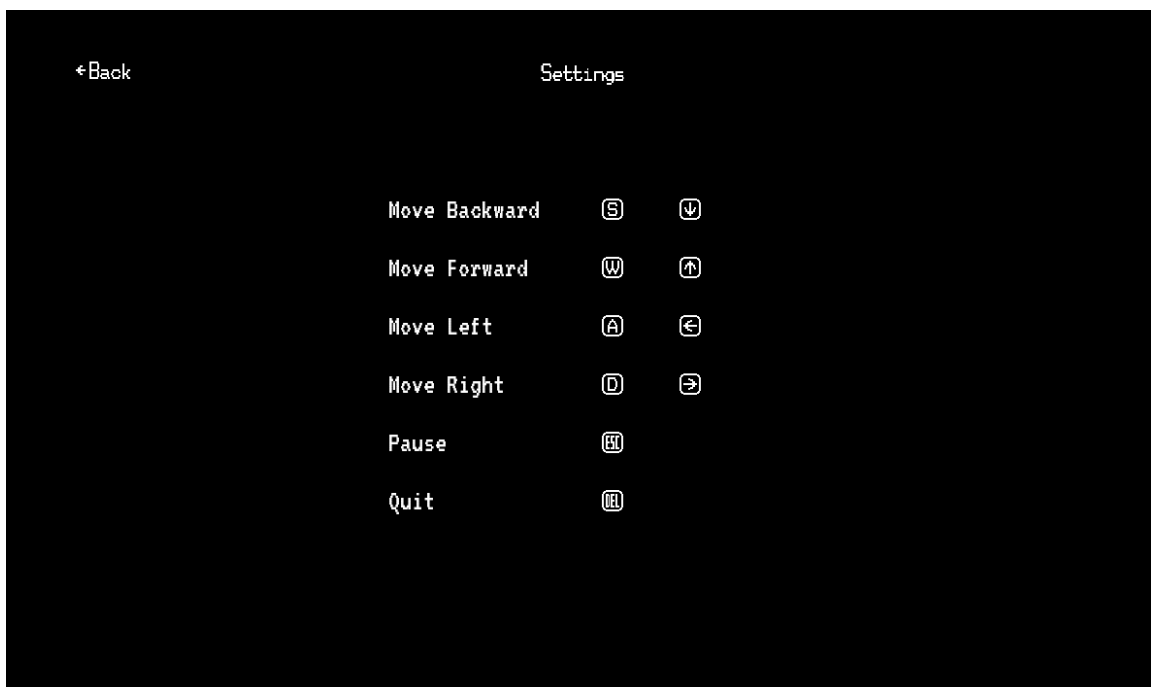 ←Back
Settings
Move Backward S ↓
Move Forward W ↑
Move Left A ←
Move Right D →
Pause ESC
Quit DEL